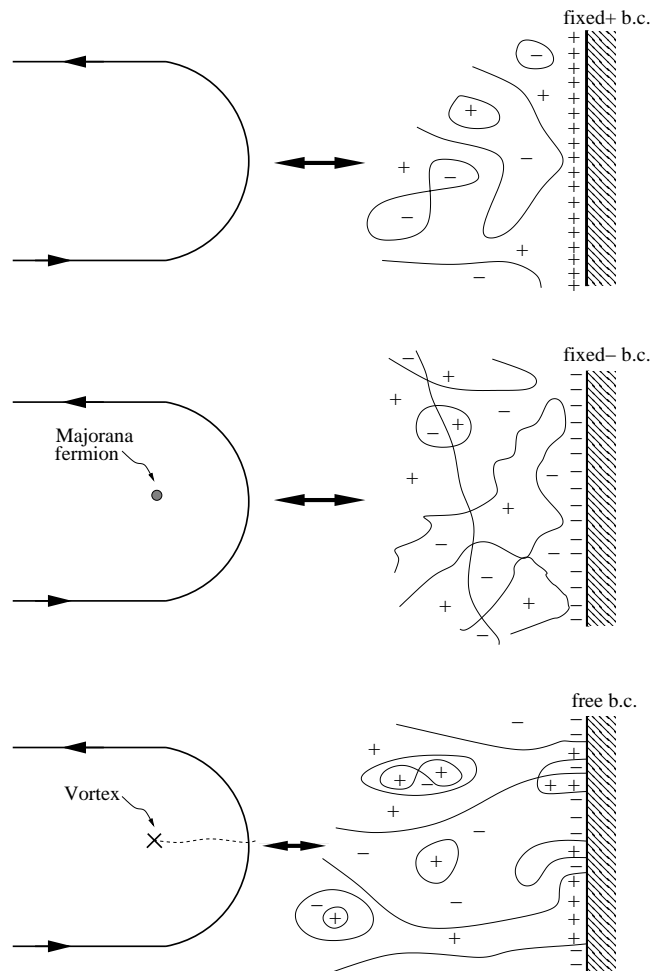 fixed+ b.c.
fixed− b.c.
Majorana
fermion
free b.c.
Vortex